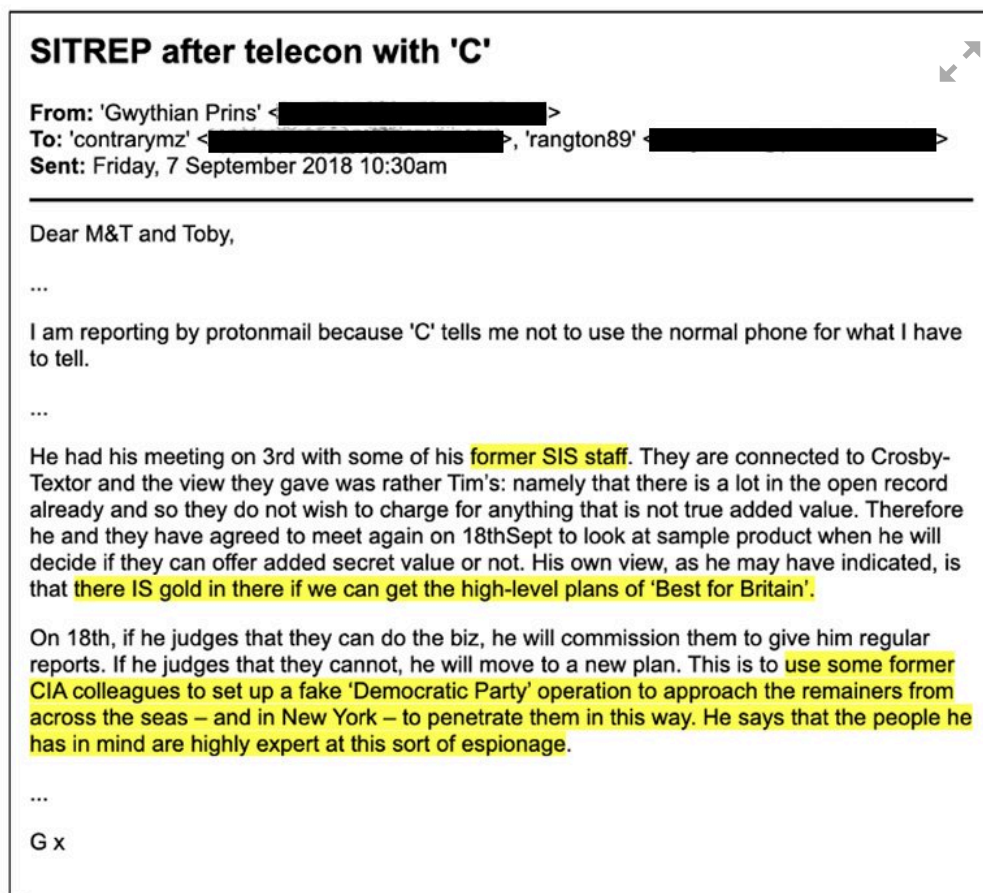 SITREP after telecon with 'C'
From: 'Gwythian Prins' < >
To: 'contrarymz' < >, 'rangton89' < >
Sent: Friday, 7 September 2018 10:30am
Dear M&T and Toby,
...
I am reporting by protonmail because 'C' tells me not to use the normal phone for what I have
to tell.
...
He had his meeting on 3rd with some of his former SIS staff. They are connected to Crosby-
Textor and the view they gave was rather Tim's: namely that there is a lot in the open record
already and so they do not wish to charge for anything that is not true added value. Therefore
he and they have agreed to meet again on 18thSept to look at sample product when he will
decide if they can offer added secret value or not. His own view, as he may have indicated, is
that there IS gold in there if we can get the high-level plans of ‘Best for Britain’.
On 18th, if he judges that they can do the biz, he will commission them to give him regular
reports. If he judges that they cannot, he will move to a new plan. This is to use some former
CIA colleagues to set up a fake ‘Democratic Party’ operation to approach the remainers from
across the seas – and in New York – to penetrate them in this way. He says that the people he
has in mind are highly expert at this sort of espionage.
...
G x